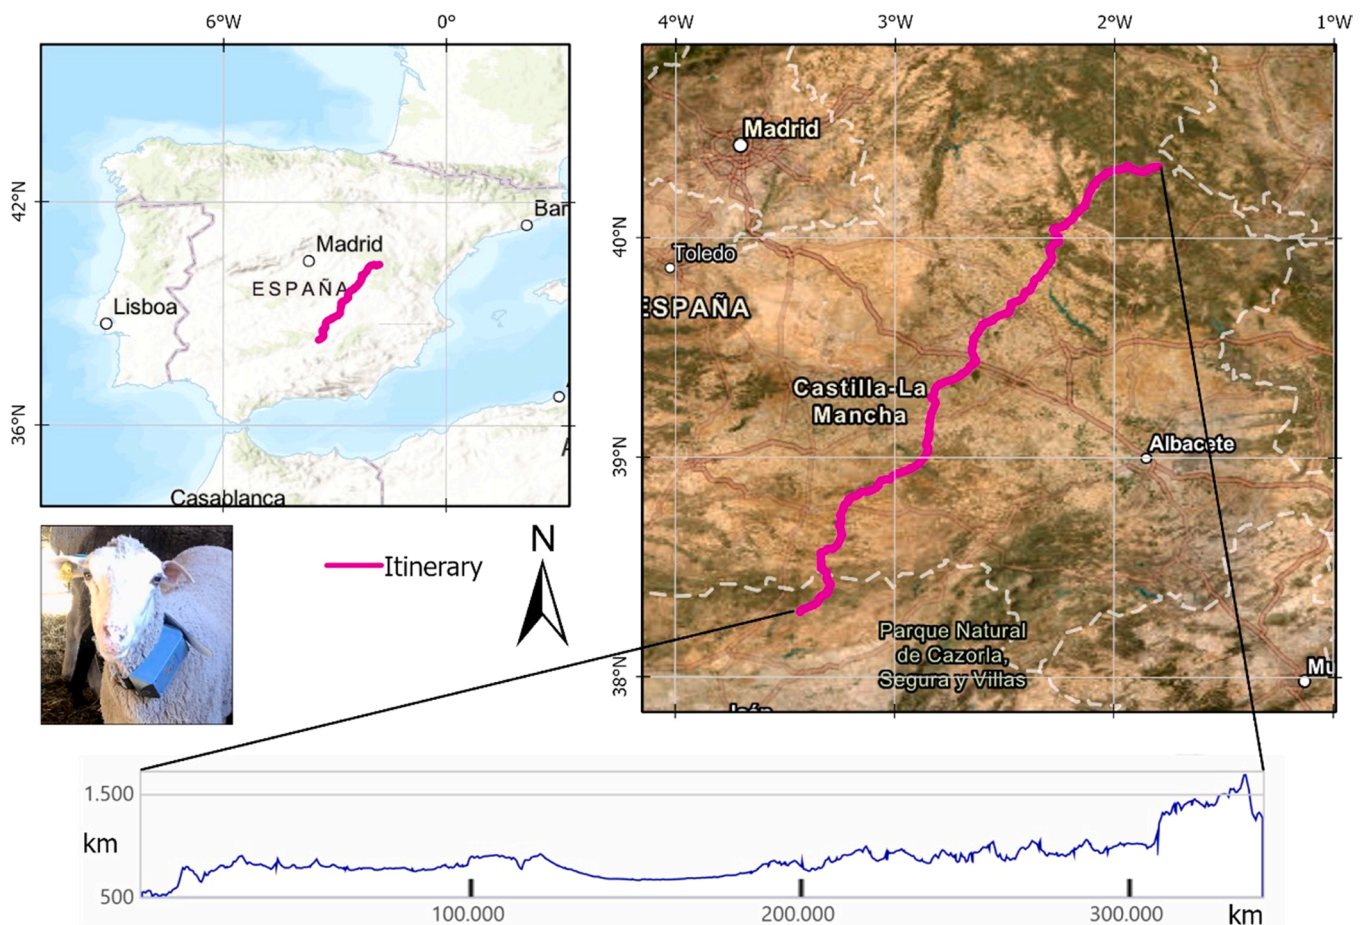 6°W
0°
4°W
3°W
2°W
1°W
42°N
36°N
Madrid
ESPAÑA
Lisboa
Bar
Casablanca
40°N
39°N
38°N
Madrid
Toledo
ESPAÑA
Castilla-La
Mancha
Albacete
Parque Natural
de Cazorla,
Segura y Villas
Mu
Itinerary
N
1.500
km
500
100.000
200.000
300.000
km